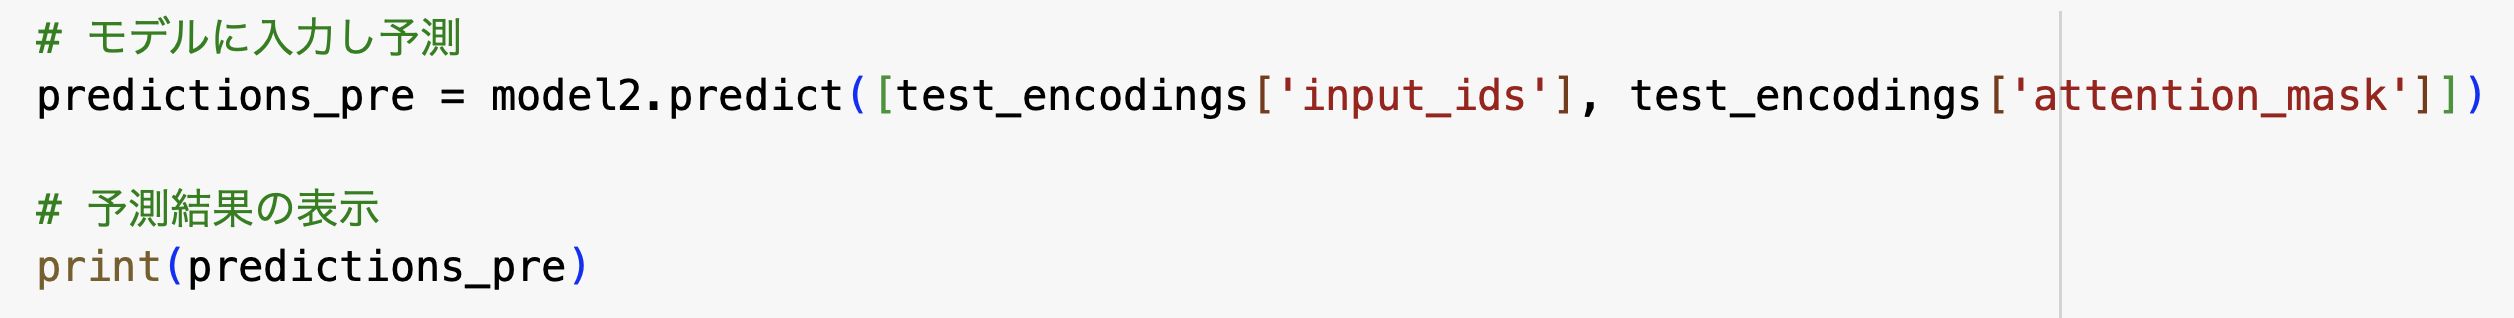 # モデルに入力し予測
predictions_pre = model2.predict([test_encodings['input_ids'], test_encodings['attention_mask']])
# 予測結果の表示
print(predictions_pre)